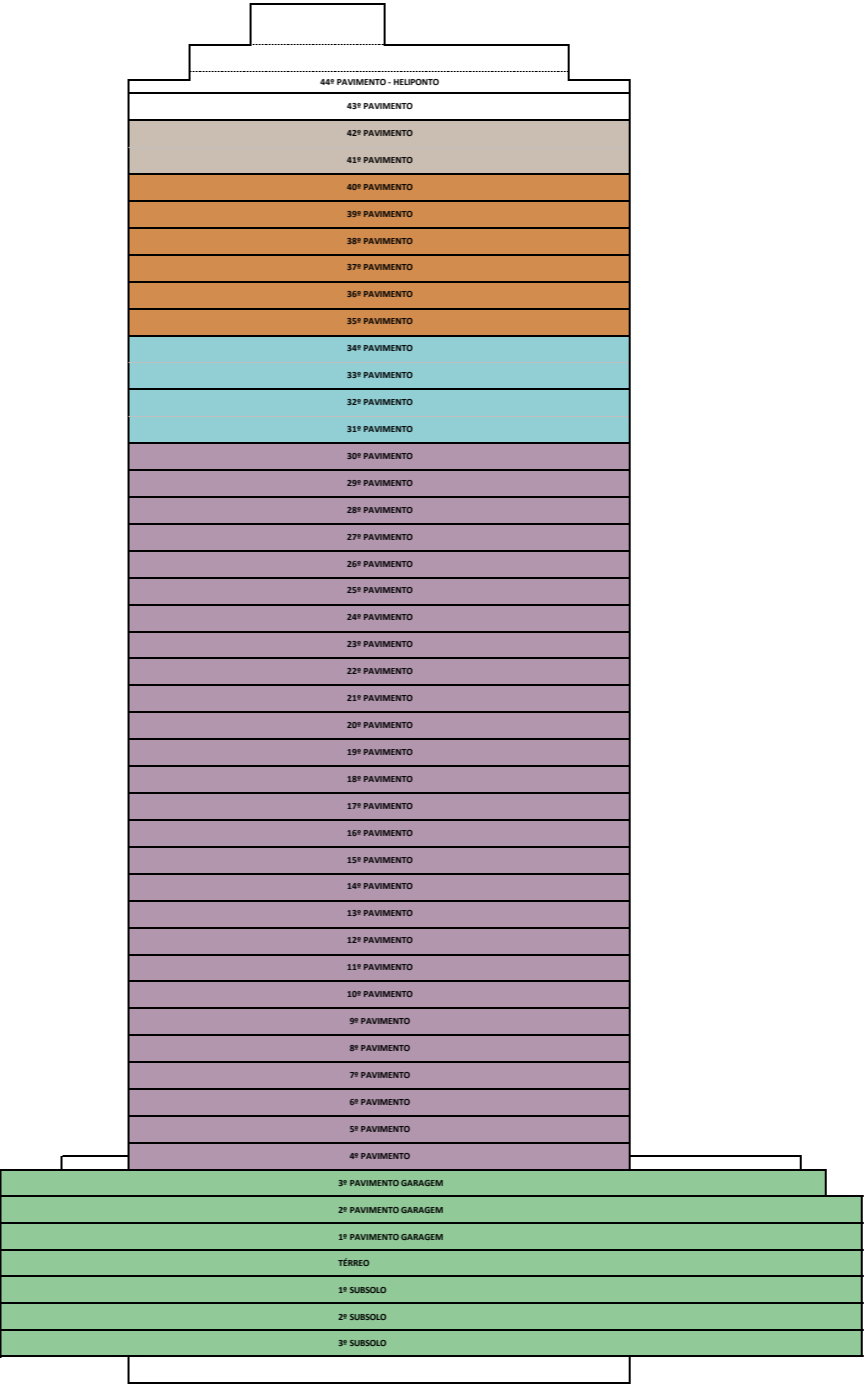 44º PAVIMENTO - HELIPONTO
43º PAVIMENTO
42º PAVIMENTO
41º PAVIMENTO
40º PAVIMENTO
39º PAVIMENTO
38º PAVIMENTO
37º PAVIMENTO
36º PAVIMENTO
35º PAVIMENTO
34º PAVIMENTO
33º PAVIMENTO
32º PAVIMENTO
31º PAVIMENTO
30º PAVIMENTO
29º PAVIMENTO
28º PAVIMENTO
27º PAVIMENTO
26º PAVIMENTO
25º PAVIMENTO
24º PAVIMENTO
23º PAVIMENTO
22º PAVIMENTO
21º PAVIMENTO
20º PAVIMENTO
19º PAVIMENTO
18º PAVIMENTO
17º PAVIMENTO
16º PAVIMENTO
15º PAVIMENTO
14º PAVIMENTO
13º PAVIMENTO
12º PAVIMENTO
11º PAVIMENTO
10º PAVIMENTO
9º PAVIMENTO
8º PAVIMENTO
7º PAVIMENTO
6º PAVIMENTO
5º PAVIMENTO
4º PAVIMENTO
3º PAVIMENTO GARAGEM
2º PAVIMENTO GARAGEM
1º PAVIMENTO GARAGEM
TÉRREO
1º SUBSOLO
2º SUBSOLO
3º SUBSOLO